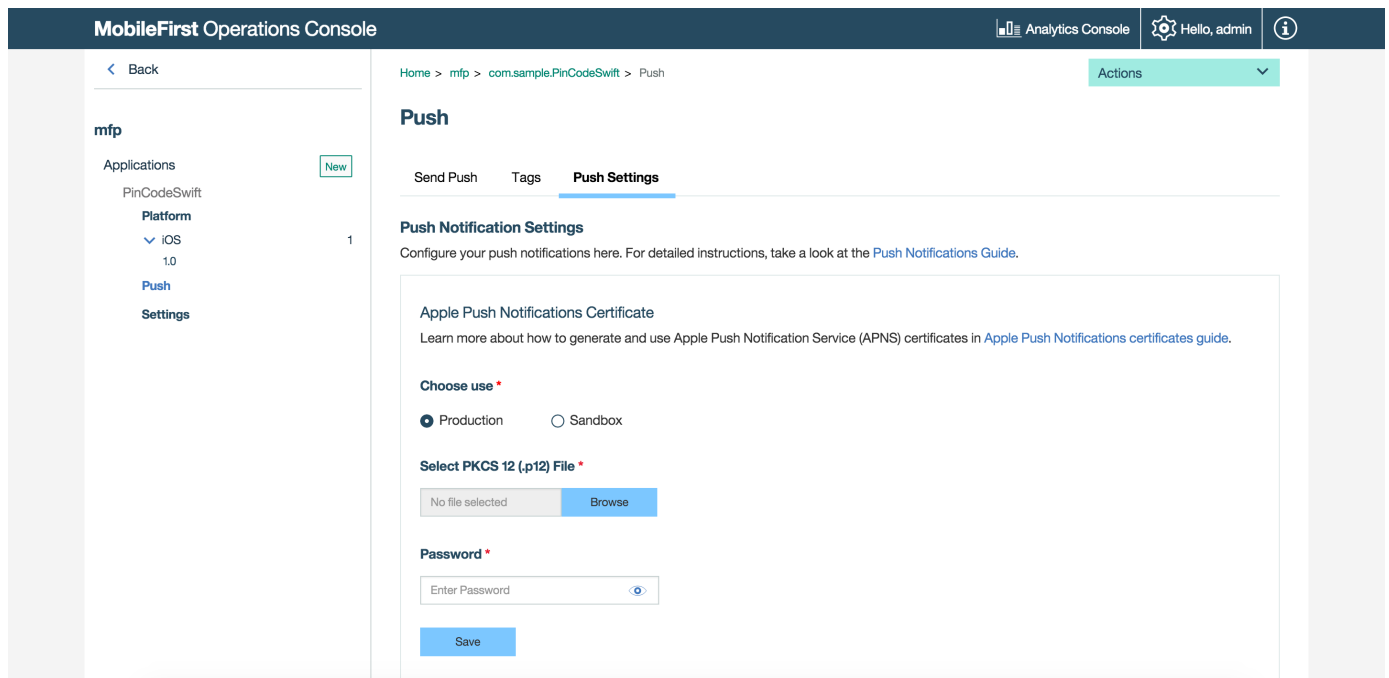 MobileFirst Operations Console
Analytics Console
Hello, admin
Back
mfp
Applications
New
PinCodeSwift
Platform
iOS
1
1.0
Push
Settings
Home > mfp > com.sample.PinCodeSwift > Push
Actions
Push
Send Push
Tags
Push Settings
Push Notification Settings
Configure your push notifications here. For detailed instructions, take a look at the Push Notifications Guide.
Apple Push Notifications Certificate
Learn more about how to generate and use Apple Push Notification Service (APNS) certificates in Apple Push Notifications certificates guide.
Choose use *
Production
Sandbox
Select PKCS 12 (.p12) File *
No file selected
Browse
Password *
Enter Password
Save